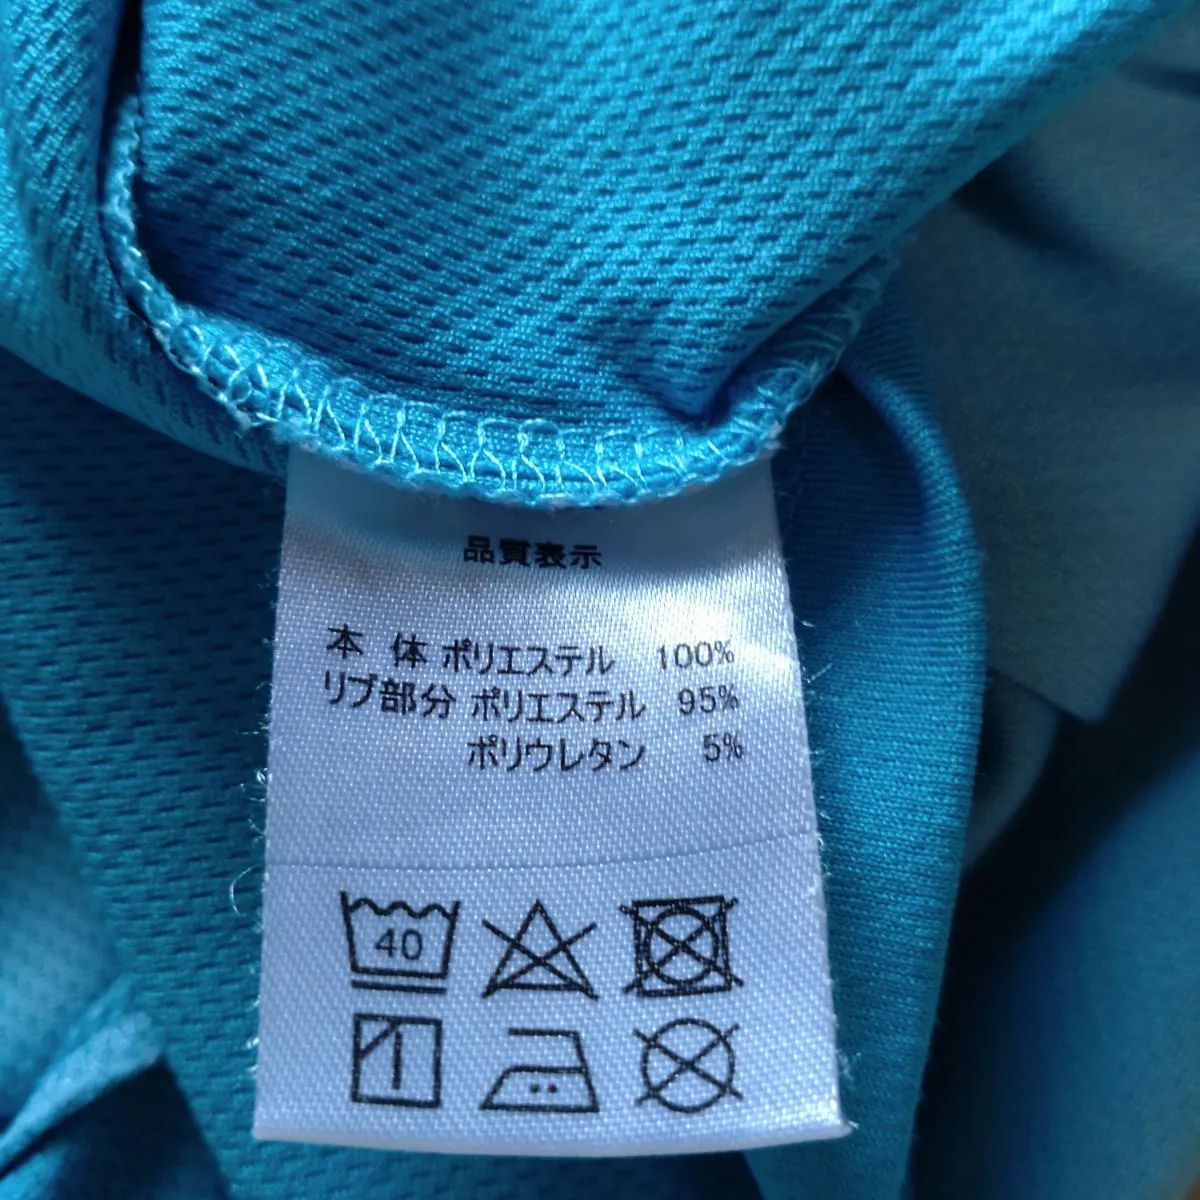 品質表示
本 体 ポリエステル 100%
リブ部分 ポリエステル 95%
ポリウレタン 5%
40